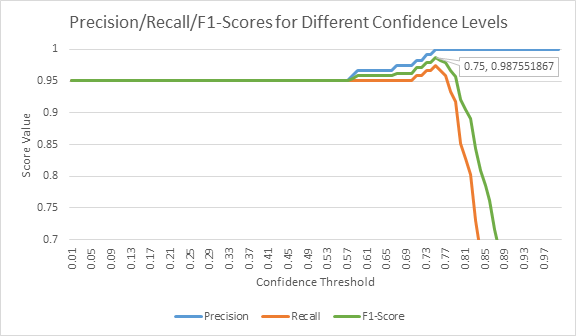 Precision/Recall/F1-Scores for Different Confidence Levels
1
0.95
0.9
0.85
0.8
0.75
0.7
Score Value
0.75, 0.987551867
0.01 0.05 0.09 0.13 0.17 0.21 0.25 0.29 0.33 0.37 0.41 0.45 0.49 0.53 0.57 0.61 0.65 0.69 0.73 0.77 0.81 0.85 0.89 0.93 0.97
Confidence Threshold
Precision Recall F1-Score